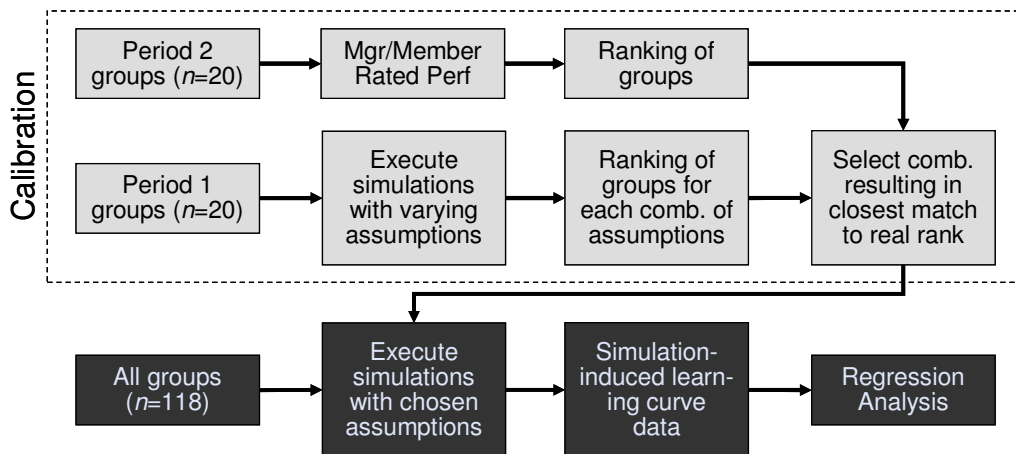 Calibration
Period 2
groups (n=20)
Mgr/Member
Rated Perf
Ranking of
groups
Period 1
groups (n=20)
Execute
simulations
with varying
assumptions
Ranking of
groups for
each comb. of
assumptions
Select comb.
resulting in
closest match
to real rank
All groups
(n=118)
Execute
simulations
with chosen
assumptions
Simulation-
induced learn-
ing curve
data
Regression
Analysis